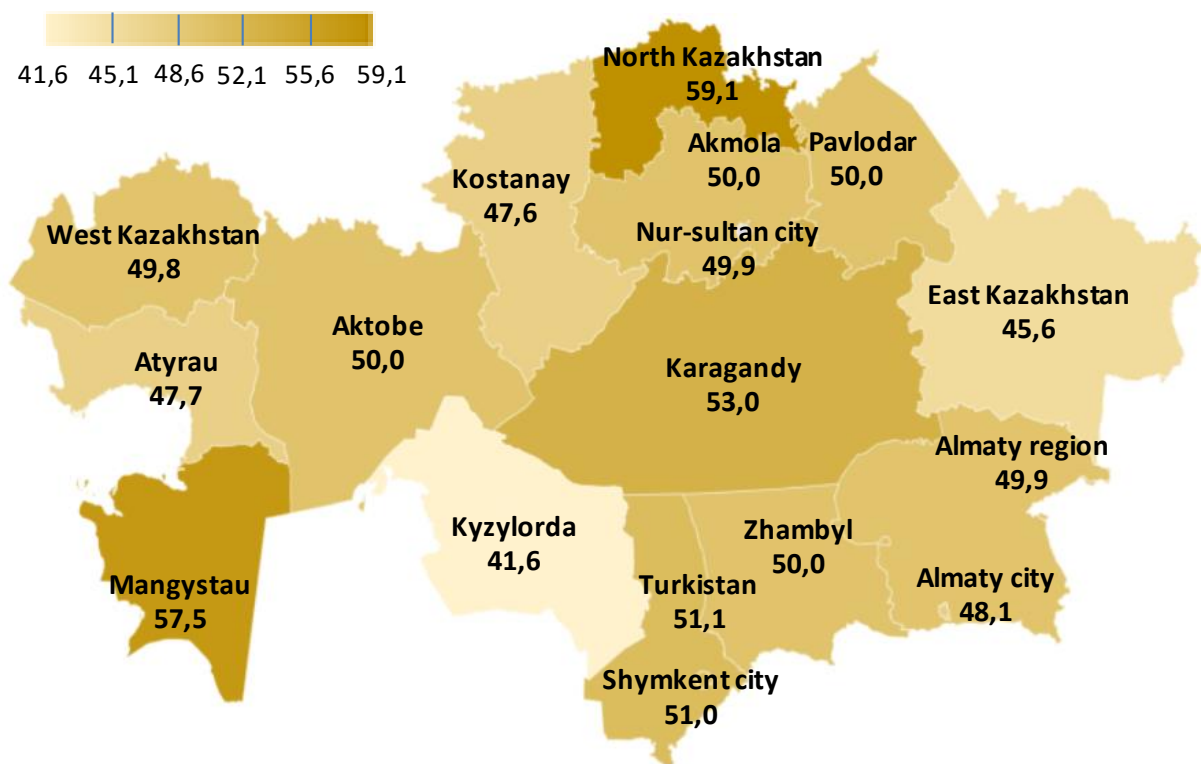 41,6 45,1 48,6 52,1 55,6 59,1
North Kazakhstan
59,1
Akmola
50,0
Pavlodar
50,0
Kostanay
47,6
Nur-sultan city
49,9
West Kazakhstan
49,8
East Kazakhstan
45,6
Aktobe
50,0
Atyrau
47,7
Karagandy
53,0
Almaty region
49,9
Kyzylorda
41,6
Zhambyl
50,0
Mangystau
57,5
Turkistan
51,1
Almaty city
48,1
Shymkent city
51,0